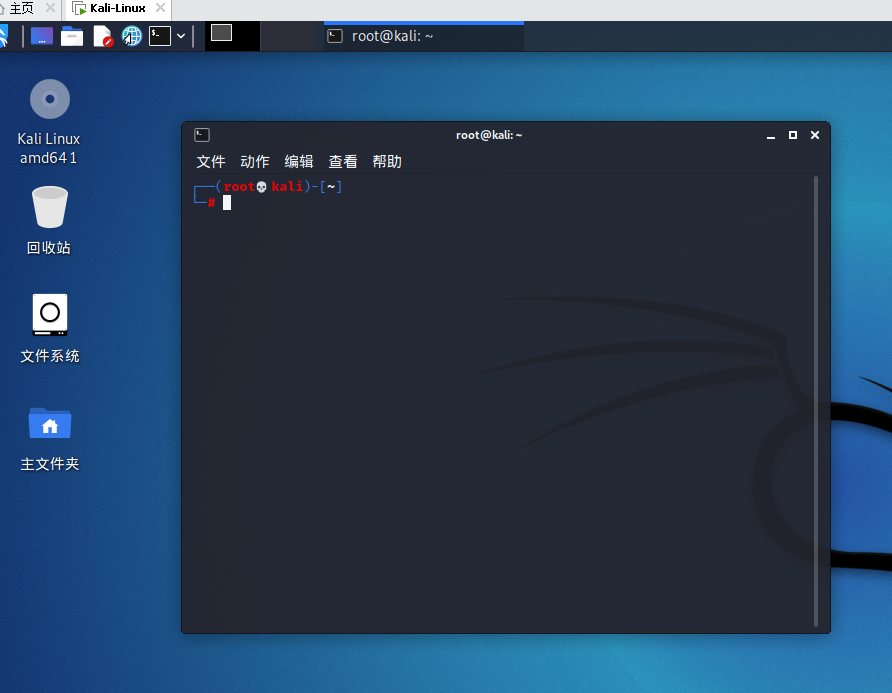 主页
Kali-Linux
root@kali: ~
Kali Linux
amd64 1
回收站
文件系统
主文件夹
root@kali: ~
文件 动作 编辑 查看 帮助
┌──(root💀kali)-[~]
└─#